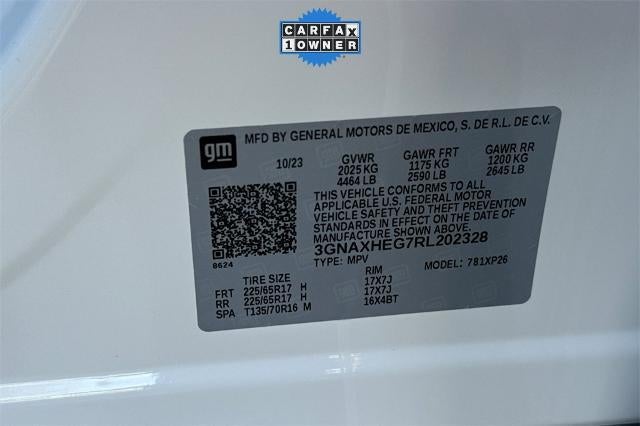 CARFAX
1 OWNER
gm
MFD BY GENERAL MOTORS DE MEXICO, S. DE R.L. DE C.V.
10/23 GVWR GAWR FRT GAWR RR
2025 KG 1175 KG 1200 KG
4464 LB 2590 LB 2645 LB
THIS VEHICLE CONFORMS TO ALL
APPLICABLE U.S. FEDERAL MOTOR
VEHICLE SAFETY AND THEFT PREVENTION
STANDARDS IN EFFECT ON THE DATE OF
MANUFACTURE SHOWN ABOVE.
3GNAXHEG7RL202328
8624
TYPE: MPV MODEL: 781XP26
TIRE SIZE RIM
FRT 225/65R17 H 17X7J
RR 225/65R17 H 17X7J
SPA T135/70R16 M 16X4BT